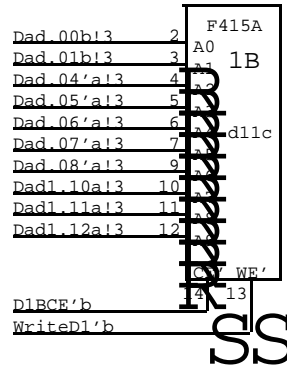 F415A
Dad.00b!3 2 A0 1B
Dad.01b!3 3 A1
Dad.04'a!3 4
Dad.05'a!3 5
Dad.06'a!3 6 d11c
Dad.07'a!3 7
Dad.08'a!3 9
Dad1.10a!3 10
Dad1.11a!3 11
Dad1.12a!3 12
WE'
14 13
D1BCE'b
WriteD1'b
SS